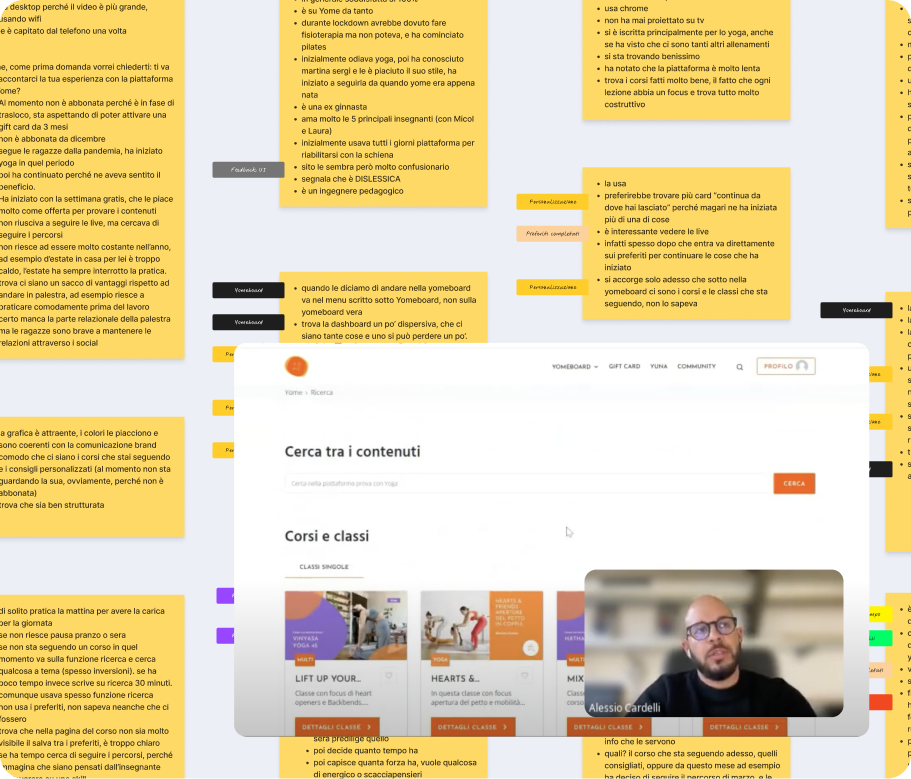 desktop perché il video è più grande,
usando wifi
e è capitato dal telefono una volta
e, come prima domanda vorrei chiederti: ti va
accontarci la tua esperienza con la piattaforma
Al momento non è abbonata perché è in fase di
trasloco, sta aspettando di poter attivare una
gift card da 3 mesi
non è abbonata da dicembre
segue le ragazze dalla pandemia, ha iniziato
yoga in quel periodo
poi ha continuato perché ne aveva sentito il
beneficio.
Ha iniziato con la settimana gratis, che le piace
molto come offerta per provare i contenuti
non riusciva a seguire le live, ma cercava di
seguire i percorsi
non riesce ad essere molto costante nell'anno,
ad esempio d'estate in casa per lei è troppo
caldo, l'estate ha sempre interrotto la pratica.
trova ci siano un sacco di vantaggi rispetto ad
andare in palestra, ad esempio riesce a
praticare comodamente prima del lavoro
certo manca la parte relazionale della palestra
ma le ragazze sono brave a mantenere le
relazioni attraverso i social
a grafica è attraente, i colori le piacciono e
sono coerenti con la comunicazione brand
comodo che ci siano i corsi che stai seguendo
e i consigli personalizzati (al momento non sta
guardando la sua, ovviamente, perché non è
abbonata)
trova che sia ben strutturata
di solito pratica la mattina per avere la carica
per la giornata
se non riesce pausa pranzo o sera
se non sta seguendo un corso in quel
momento va sulla funzione ricerca e cerca
qualcosa a tema (spesso inversioni). se ha
poco tempo invece scrive su ricerca 30 minuti.
comunque usava spesso funzione ricerca
non usa i preferiti, non sapeva neanche che ci
fossero
trova che nella pagina del corso non sia molto
visibile il salva tra i preferiti, è troppo chiaro
se ha tempo cerca di seguire i percorsi, perché
mmagina che siano pensati dall'insegnante
• è su Yome da tanto
• durante lockdown avrebbe dovuto fare
fisioterapia ma non poteva, e ha cominciato
pilates
• inizialmente odiava yoga, poi ha conosciuto
martina sergi e le è piaciuto il suo stile, ha
iniziato a seguirla da quando yome era appena
nata
• è una ex ginnasta
• ama molto le 5 principali insegnanti (con Micol
e Laura)
• inizialmente usava tutti i giorni piattaforma per
riabilitarsi con la schiena
• sito le sembra però molto confusionario
• segnala che è DISLESSICA
• è un ingegnere pedagogico
Feedback UI
Yomeboard
Yomeboard
• quando le diciamo di andare nella yomeboard
va nel menu scritto sotto Yomeboard, non sulla
yomeboard vera
• trova la dashboard un po' dispersiva, che ci
siano tante cose e uno si può perdere un po'.
• usa chrome
• non ha mai proiettato su tv
• si è iscritta principalmente per lo yoga, anche
se ha visto che ci sono tanti altri allenamenti
• si sta trovando benissimo
• ha notato che la piattaforma è molto lenta
• trova i corsi fatti molto bene, il fatto che ogni
lezione abbia un focus e trova tutto molto
costruttivo
Personalizzazione
Preferiti completati
Personalizzazione
• la usa
• preferirebbe trovare più card "continua da
dove hai lasciato" perché magari ne ha iniziata
più di una di cose
• è interessante vedere le live
• infatti spesso dopo che entra va direttamente
sui preferiti per continuare le cose che ha
iniziato
• si accorge solo adesso che sotto nella
yomeboard ci sono i corsi e le classi che sta
seguendo, non lo sapeva
Yomeboard
YOMEBOARD GIFT CARD YUNA COMMUNITY PROFILO
Yome › Ricerca
Cerca tra i contenuti
Cerca nella piattaforma prova con Yoga
CERCA
Corsi e classi
CLASSI SINGOLE
VINYASA
YOGA
MULTI
LIFT UP YOUR...
Classe con focus di heart
openers e Backbends....
DETTAGLI CLASSE
HEARTS &
FRIENDS
APERTURE
DEL PETTO
IN COPPIA
YOGA
HEARTS &...
In questa classe con focus
apertura del petto e mobilità...
DETTAGLI CLASSE
HATHA
MULTI
MIX
Class
DETTAGLI CLASSE
DETTAGLI CLASSE
Alessio Cardelli
sera predilige quello
• poi decide quanto tempo ha
• poi capisce quanta forza ha, vuole qualcosa
di energico o scacciapensieri
info che le servono
• quali? il corso che sta seguendo adesso, quelli
consigliati, oppure da questo mese ad esempio